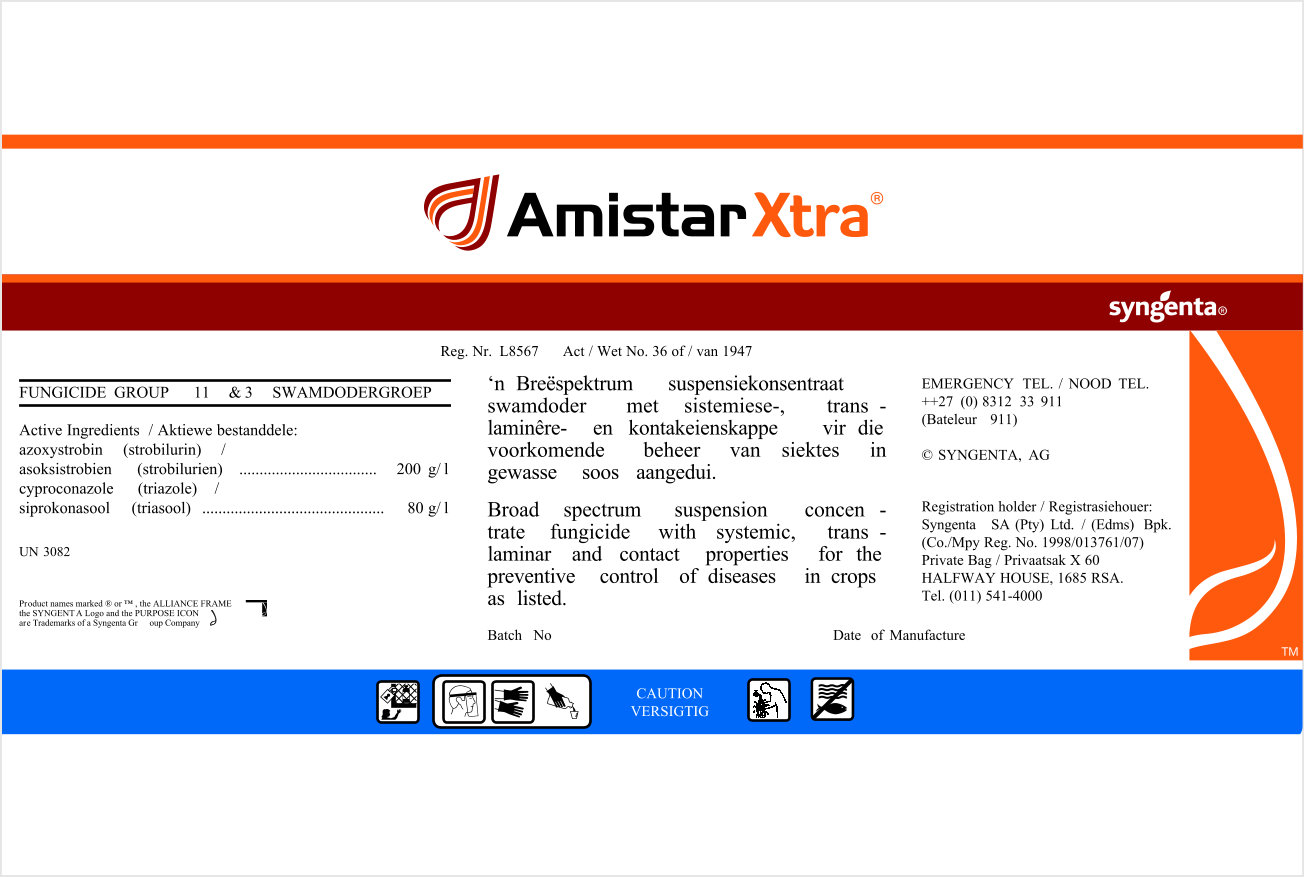 Amistar Xtra®
syngenta®
Reg. Nr. L8567 Act / Wet No. 36 of / van 1947
FUNGICIDE GROUP 11 & 3 SWAMDODERGROEP
Active Ingredients / Aktiewe bestanddele:
azoxystrobin (strobilurin) /
asoksistrobien (strobilurien) .................................. 200 g/l
cyproconazole (triazole) /
siprokonasool (triasool) ............................................. 80 g/l
UN 3082
Product names marked ® or ™ , the ALLIANCE FRAME
the SYNGENTA Logo and the PURPOSE ICON
are Trademarks of a Syngenta Gr oup Company
‘n Breëspektrum suspensiekonsentraat
swamdoder met sistemiese-, trans -
laminêre- en kontakeienskappe vir die
voorkomende beheer van siektes in
gewasse soos aangedui.
Broad spectrum suspension concen -
trate fungicide with systemic, trans -
laminar and contact properties for the
preventive control of diseases in crops
as listed.
Batch No
Date of Manufacture
EMERGENCY TEL. / NOOD TEL.
++27 (0) 8312 33 911
(Bateleur 911)
© SYNGENTA, AG
Registration holder / Registrasiehouer:
Syngenta SA (Pty) Ltd. / (Edms) Bpk.
(Co./Mpy Reg. No. 1998/013761/07)
Private Bag / Privaatsak X 60
HALFWAY HOUSE, 1685 RSA.
Tel. (011) 541-4000
TM
CAUTION
VERSIGTIG